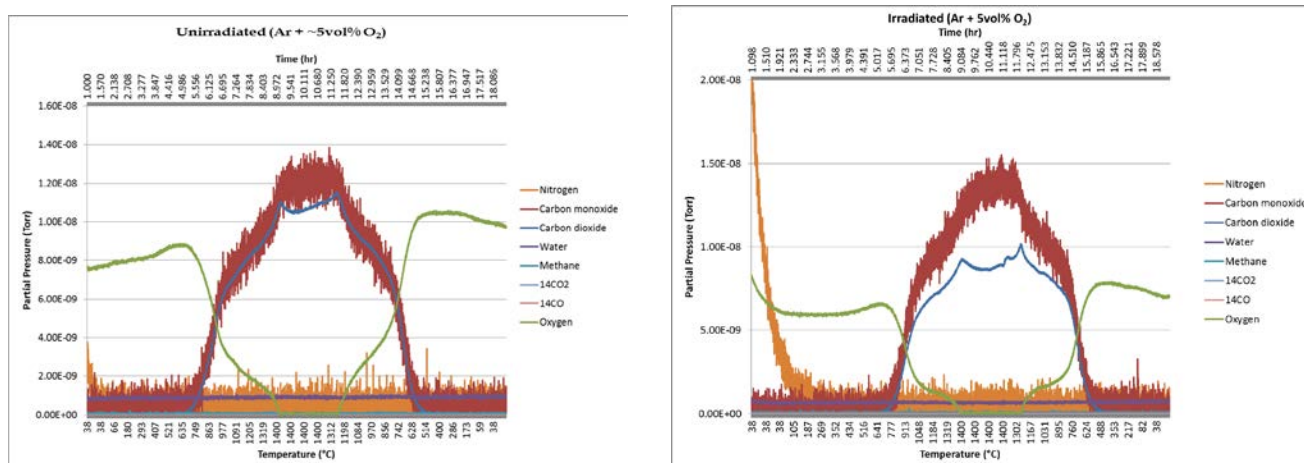 Unirradiated (Ar + ~5vol% O₂)
Time (hr)
1.000 1.570 2.138 2.708 3.277 3.847 4.416 4.986 5.556 6.125 6.695 7.264 7.834 8.403 8.972 9.541 10.111 10.680 11.250 11.820 12.390 12.959 13.529 14.099 14.668 15.238 15.807 16.377 16.947 17.517 18.086
1.60E-08
1.40E-08
1.20E-08
1.00E-08
8.00E-09
6.00E-09
4.00E-09
2.00E-09
0.00E+00
Partial Pressure (Torr)
38 38 66 180 293 407 521 635 749 863 977 1091 1205 1319 1400 1400 1400 1400 1312 1198 1084 970 856 742 628 514 400 286 173 59 38
Temperature (°C)
Nitrogen
Carbon monoxide
Carbon dioxide
Water
Methane
14CO2
14CO
Oxygen
Irradiated (Ar + 5vol% O₂)
Time (hr)
1.098 1.510 1.921 2.333 2.744 3.155 3.568 3.979 4.391 5.017 5.695 6.373 7.051 7.728 8.405 9.084 9.762 10.440 11.118 11.796 12.475 13.153 13.832 14.510 15.187 15.865 16.543 17.221 17.899 18.578
2.00E-08
1.50E-08
1.00E-08
5.00E-09
0.00E+00
Partial Pressure (Torr)
38 38 38 105 187 269 352 434 516 641 777 913 1048 1184 1319 1400 1400 1400 1400 1302 1167 1031 895 760 624 488 353 217 82 38
Temperature (°C)
Nitrogen
Carbon monoxide
Carbon dioxide
Water
Methane
14CO2
14CO
Oxygen